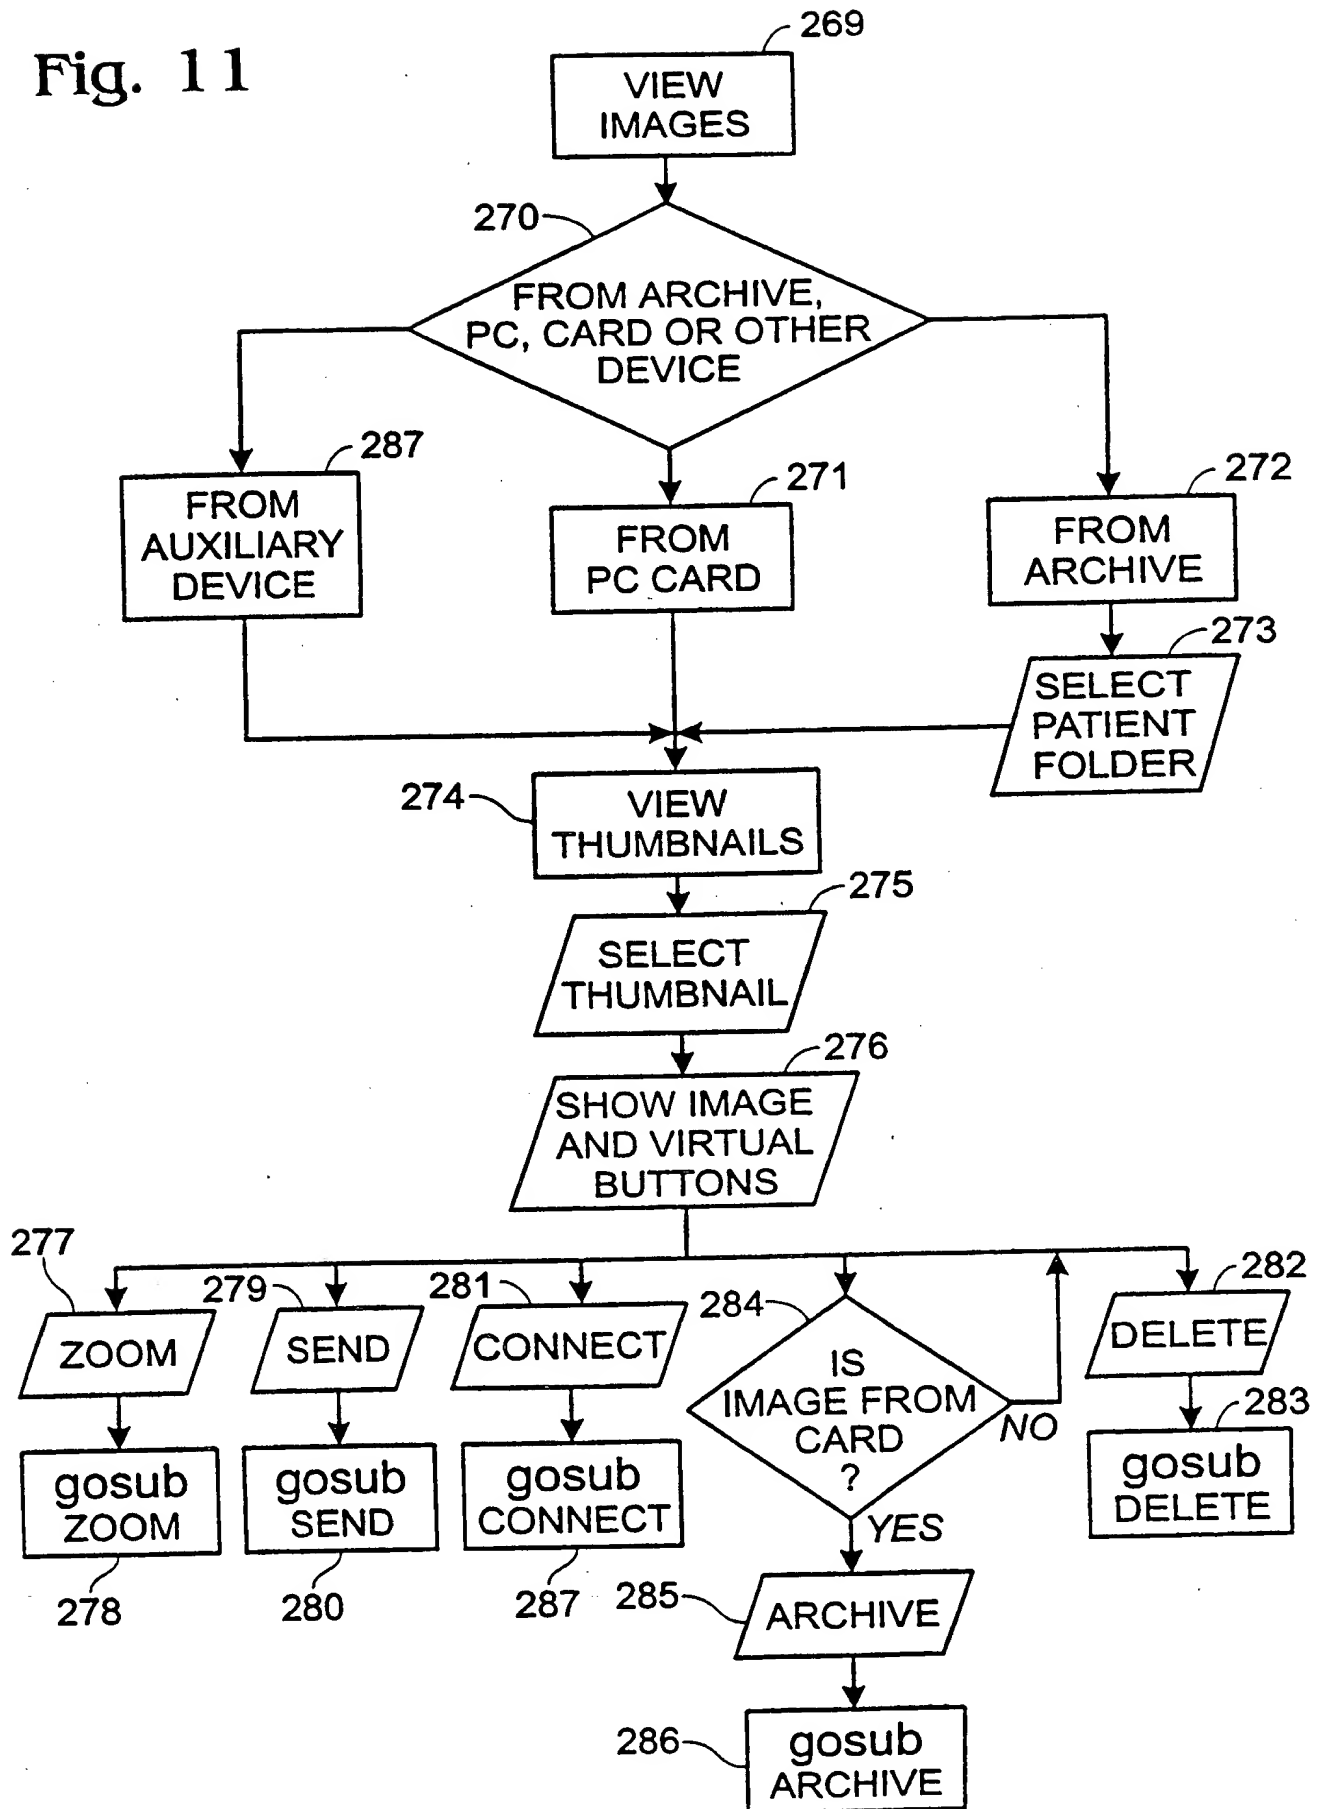 Fig. 11
269
VIEW
IMAGES
270
FROM ARCHIVE,
PC, CARD OR OTHER
DEVICE
287
FROM
AUXILIARY
DEVICE
271
FROM
PC CARD
272
FROM
ARCHIVE
273
SELECT
PATIENT
FOLDER
274
VIEW
THUMBNAILS
275
SELECT
THUMBNAIL
276
SHOW IMAGE
AND VIRTUAL
BUTTONS
277
ZOOM
gosub
ZOOM
278
279
SEND
gosub
SEND
280
281
CONNECT
gosub
CONNECT
287
284
IS
IMAGE FROM
CARD
?
NO
YES
285
ARCHIVE
286
gosub
ARCHIVE
282
DELETE
283
gosub
DELETE